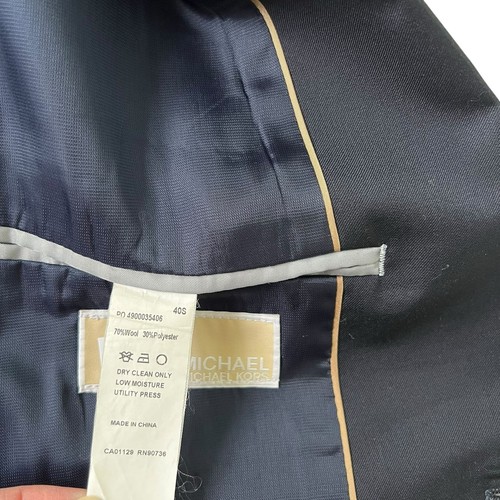 PO 4900035406 40S
70%Wool 30%Polyester
DRY CLEAN ONLY
LOW MOISTURE
UTILITY PRESS
MADE IN CHINA
CA01129 RN90736
MICHAEL
MICHAEL KORS